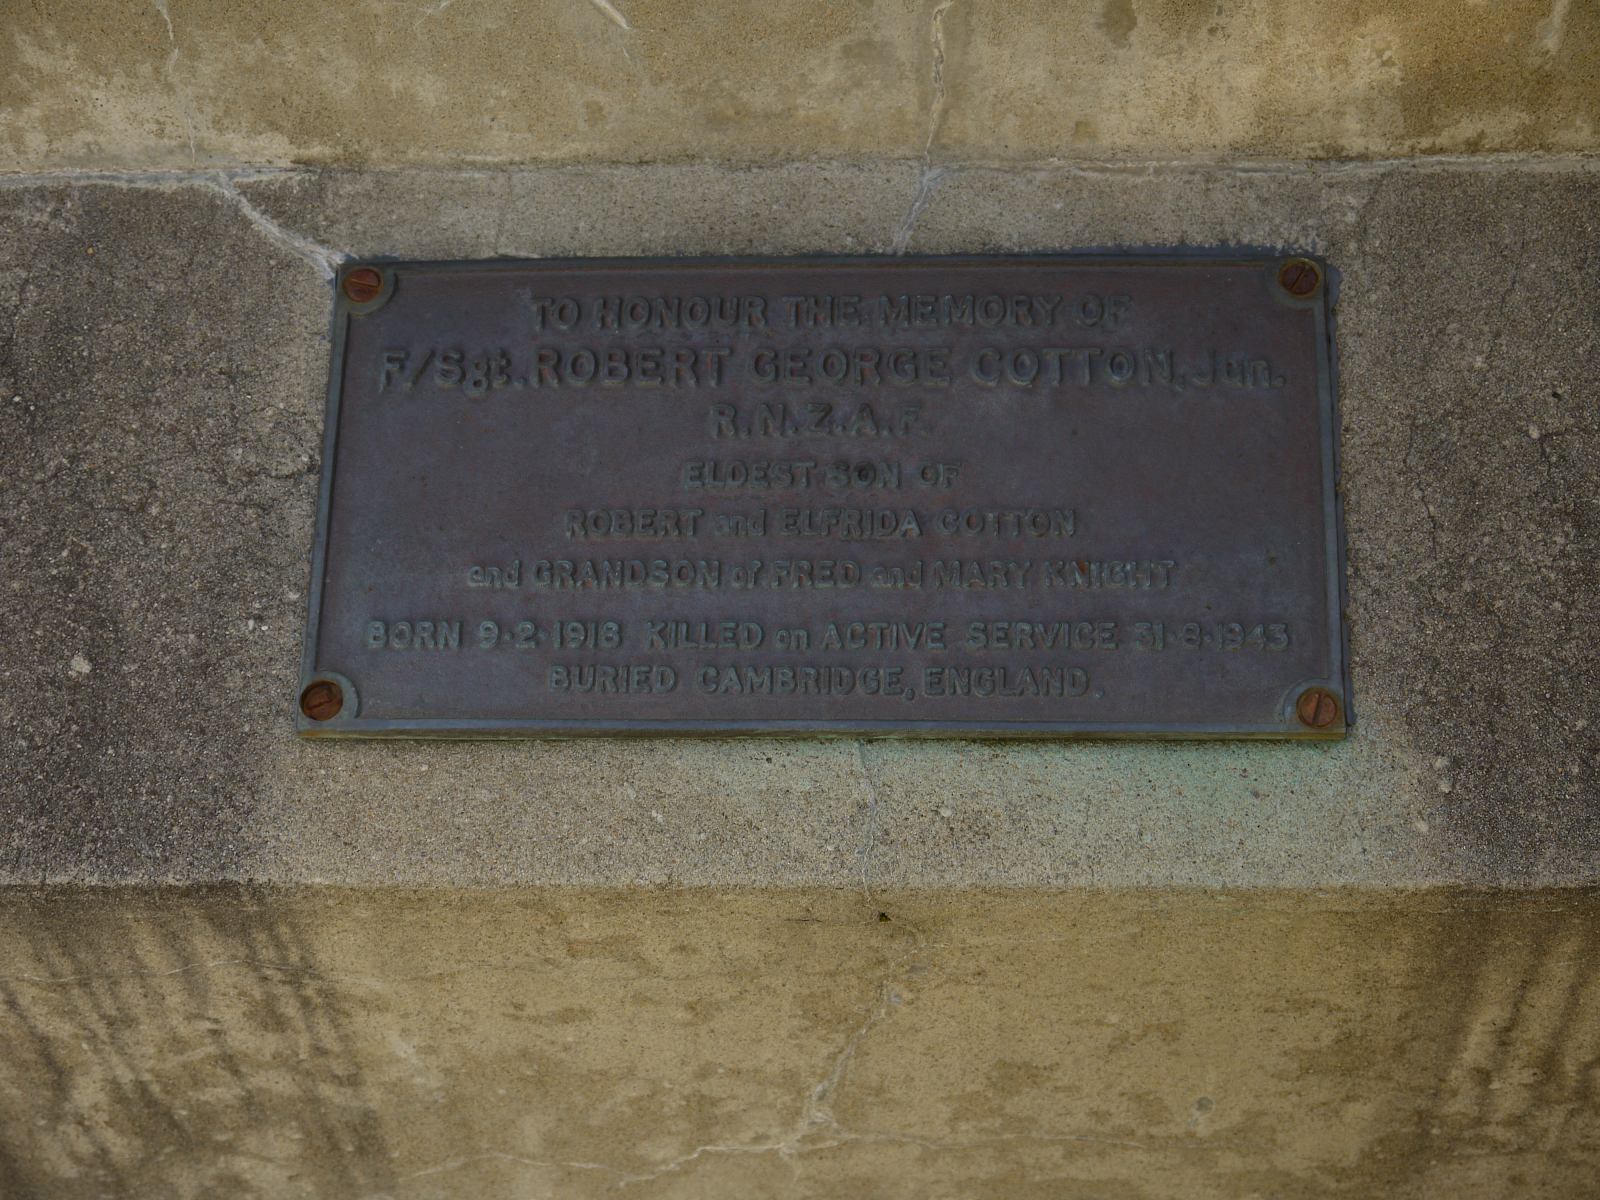 TO HONOUR THE MEMORY OF
F/Sgt. ROBERT GEORGE COTTON, Jun.
R.N.Z.A.F.
ELDEST SON OF
ROBERT and ELFRIDA COTTON
and GRANDSON of FRED and MARY KNIGHT
BORN 9·2·1918 KILLED on ACTIVE SERVICE 31·8·1943
BURIED CAMBRIDGE, ENGLAND.